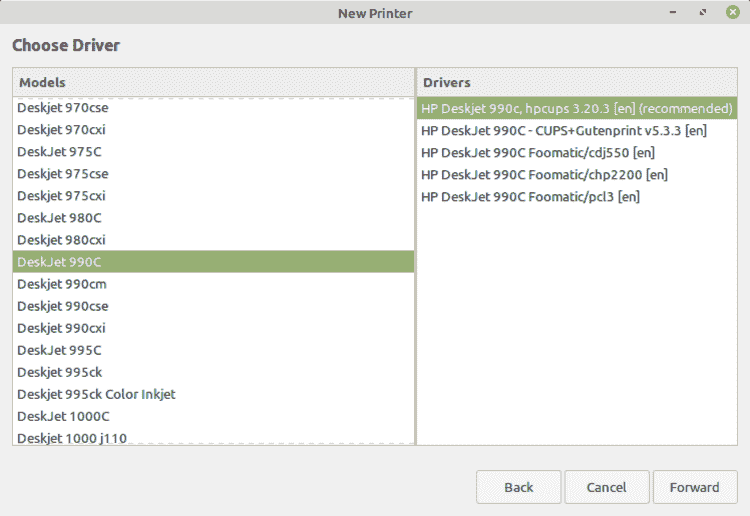 New Printer
Choose Driver
Models
Deskjet 970cse
Deskjet 970cxi
DeskJet 975C
Deskjet 975cse
Deskjet 975cxi
DeskJet 980C
Deskjet 980cxi
DeskJet 990C
Deskjet 990cm
Deskjet 990cse
Deskjet 990cxi
DeskJet 995C
Deskjet 995ck
Deskjet 995ck Color Inkjet
DeskJet 1000C
Deskjet 1000 j110
Drivers
HP Deskjet 990c, hpcups 3.20.3 [en] (recommended)
HP DeskJet 990C - CUPS+Gutenprint v5.3.3 [en]
HP DeskJet 990C Foomatic/cdj550 [en]
HP DeskJet 990C Foomatic/chp2200 [en]
HP DeskJet 990C Foomatic/pcl3 [en]
Back
Cancel
Forward